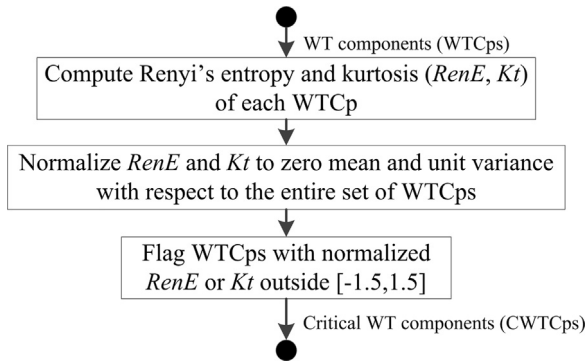 WT components (WTCps)
Compute Renyi’s entropy and kurtosis (RenE, Kt)
of each WTCp
Normalize RenE and Kt to zero mean and unit variance
with respect to the entire set of WTCps
Flag WTCps with normalized
RenE or Kt outside [-1.5,1.5]
Critical WT components (CWTCps)